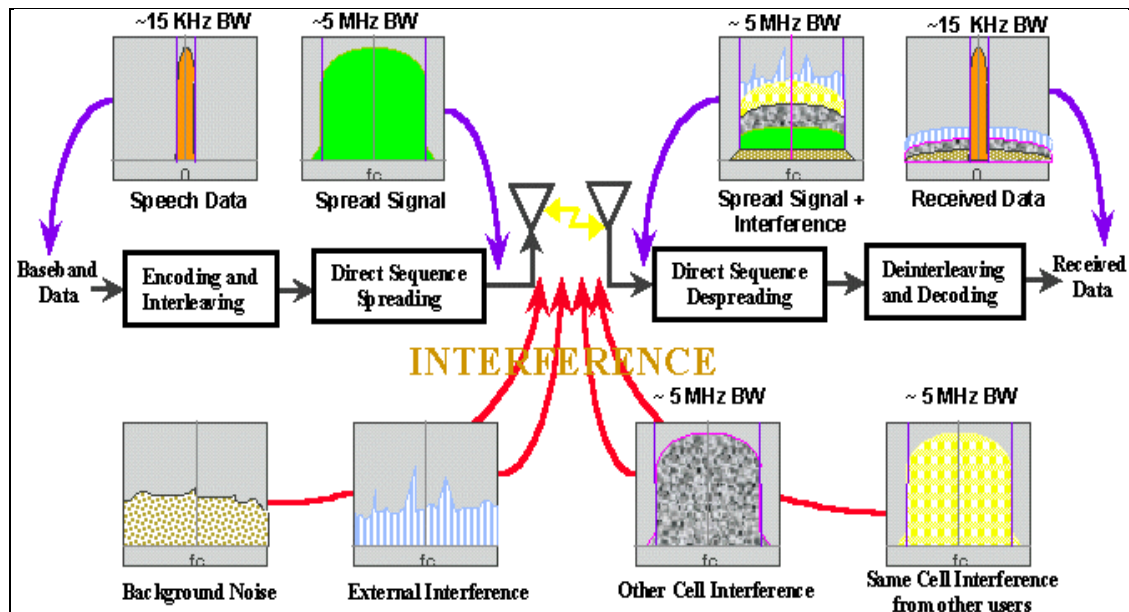 ~15 KHz BW
~5 MHz BW
~ 5 MHz BW
~15 KHz BW
0
fc
fc
0
Speech Data
Spread Signal
Spread Signal +
Interference
Received Data
Baseband
Data
Encoding and
Interleaving
Direct Sequence
Spreading
Direct Sequence
Despreading
Deinterleaving
and Decoding
Received
Data
INTERFERENCE
~ 5 MHz BW
~ 5 MHz BW
fc
fc
fc
fc
Background Noise
External Interference
Other Cell Interference
Same Cell Interference
from other users